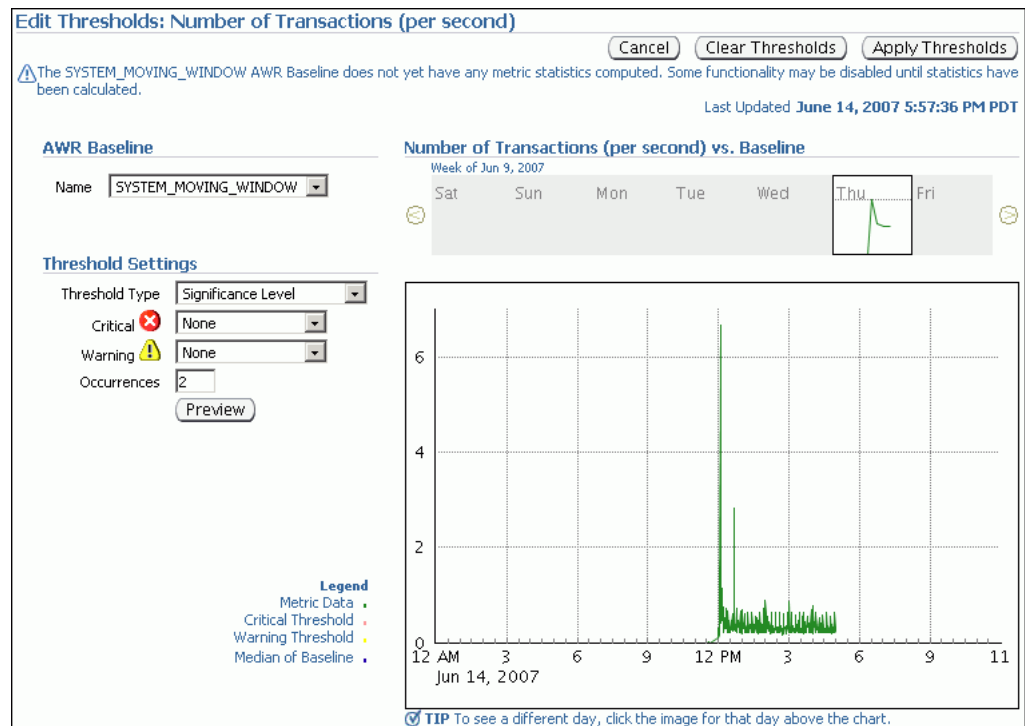 Edit Thresholds: Number of Transactions (per second)
Cancel Clear Thresholds Apply Thresholds
The SYSTEM_MOVING_WINDOW AWR Baseline does not yet have any metric statistics computed. Some functionality may be disabled until statistics have
been calculated.
Last Updated June 14, 2007 5:57:36 PM PDT
AWR Baseline
Name SYSTEM_MOVING_WINDOW
Threshold Settings
Threshold Type Significance Level
Critical None
Warning None
Occurrences 2
Preview
Legend
Metric Data
Critical Threshold
Warning Threshold
Median of Baseline
Number of Transactions (per second) vs. Baseline
Week of Jun 9, 2007
Sat Sun Mon Tue Wed Thu Fri
6
4
2
0
12 AM 3 6 9 12 PM 3 6 9 11
Jun 14, 2007
TIP To see a different day, click the image for that day above the chart.